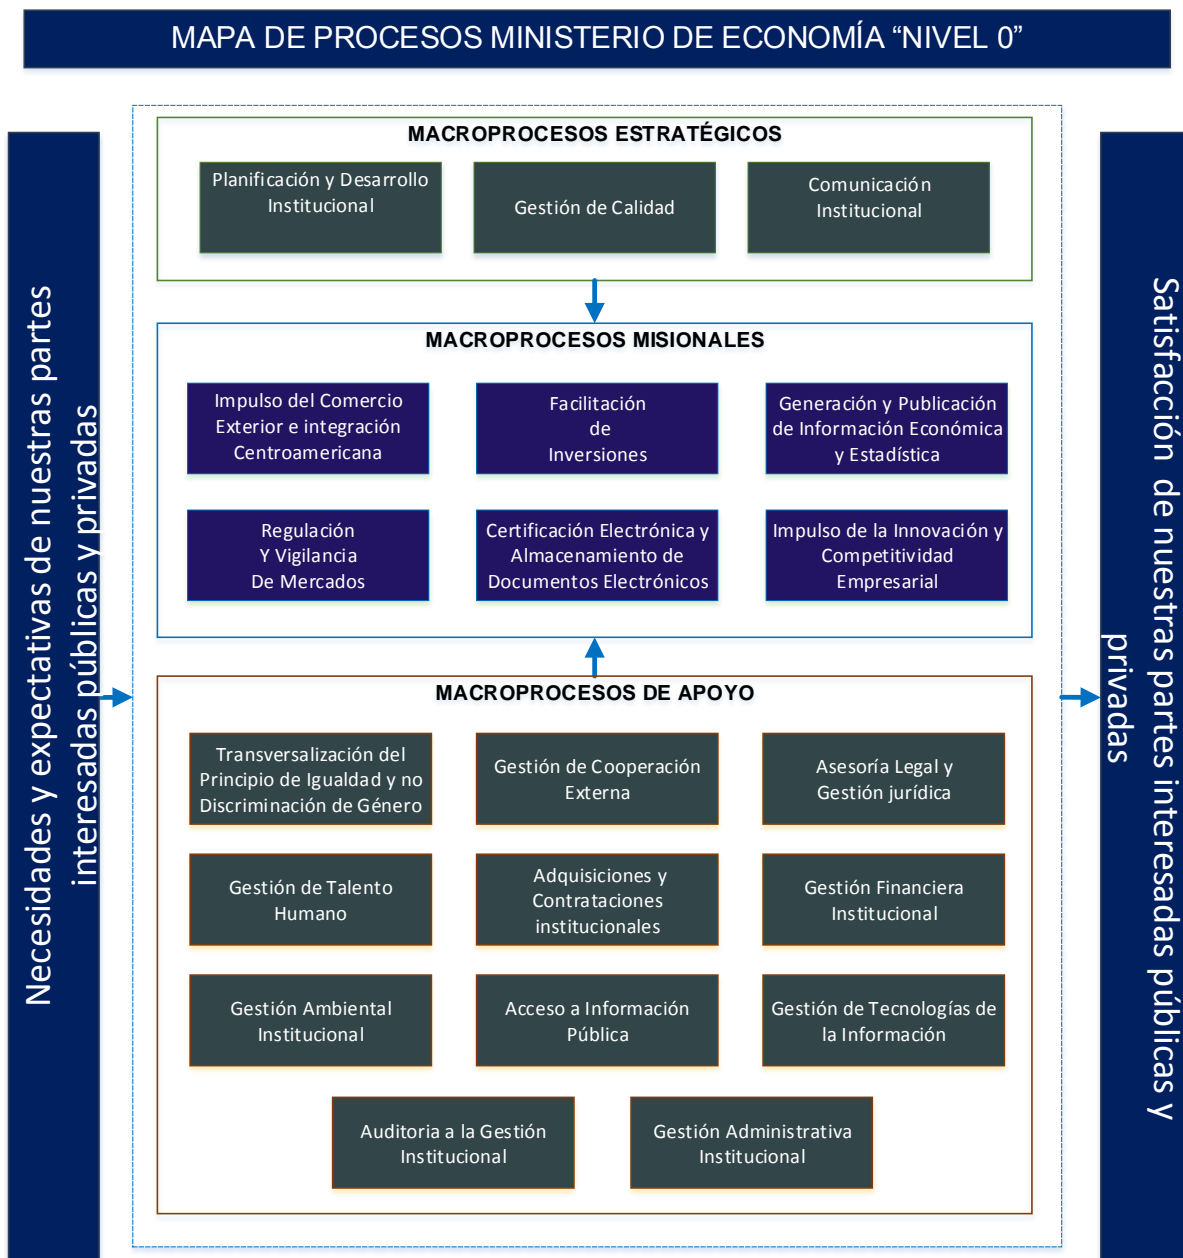 MAPA DE PROCESOS MINISTERIO DE ECONOMÍA “NIVEL 0”
Necesidades y expectativas de nuestras partes
interesadas públicas y privadas
MACROPROCESOS ESTRATÉGICOS
Planificación y Desarrollo
Institucional
Gestión de Calidad
Comunicación
Institucional
MACROPROCESOS MISIONALES
Impulso del Comercio
Exterior e integración
Centroamericana
Facilitación
de
Inversiones
Generación y Publicación
de Información Económica
y Estadística
Regulación
Y Vigilancia
De Mercados
Certificación Electrónica y
Almacenamiento de
Documentos Electrónicos
Impulso de la Innovación y
Competitividad
Empresarial
MACROPROCESOS DE APOYO
Transversalización del
Principio de Igualdad y no
Discriminación de Género
Gestión de Cooperación
Externa
Asesoría Legal y
Gestión jurídica
Gestión de Talento
Humano
Adquisiciones y
Contrataciones
institucionales
Gestión Financiera
Institucional
Gestión Ambiental
Institucional
Acceso a Información
Pública
Gestión de Tecnologías de
la Información
Auditoria a la Gestión
Institucional
Gestión Administrativa
Institucional
Satisfacción de nuestras partes interesadas públicas y
privadas